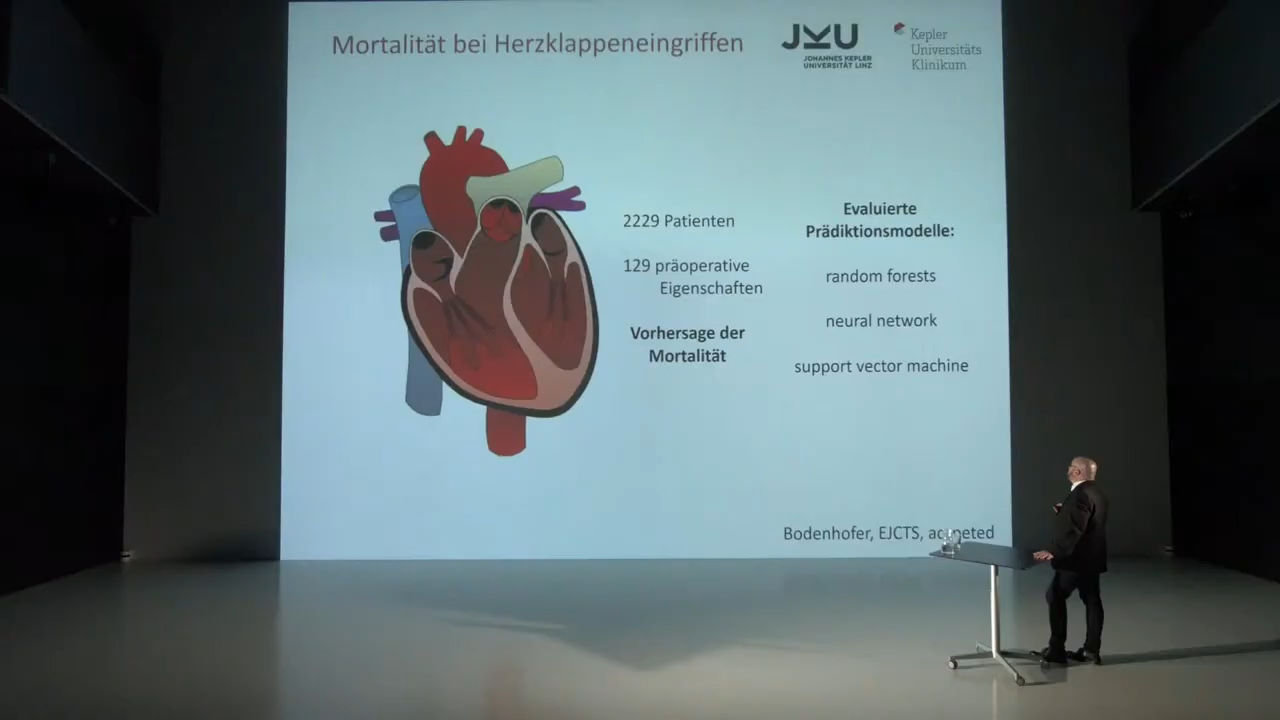 Mortalität bei Herzklappeneingriffen
JKU
JOHANNES KEPLER
UNIVERSITÄT LINZ
Kepler
Universitäts
Klinikum
2229 Patienten
129 präoperative
Eigenschaften
Vorhersage der
Mortalität
Evaluierte
Prädiktionsmodelle:
random forests
neural network
support vector machine
Bodenhofer, EJCTS,